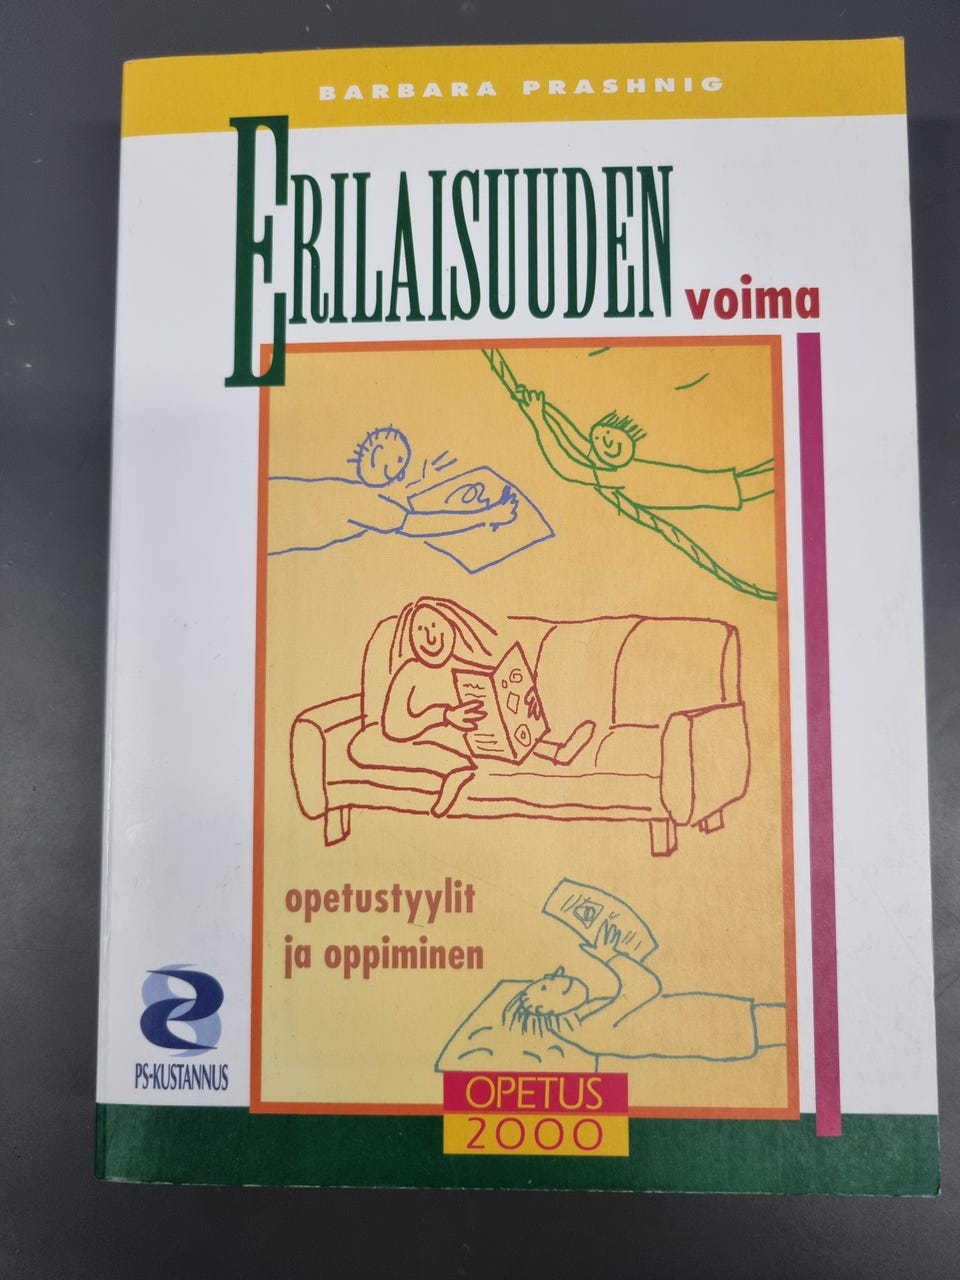 BARBARA PRASHNIG
ERILAISUUDEN
voima
opetustyylit
ja oppiminen
PS-KUSTANNUS
OPETUS
2000